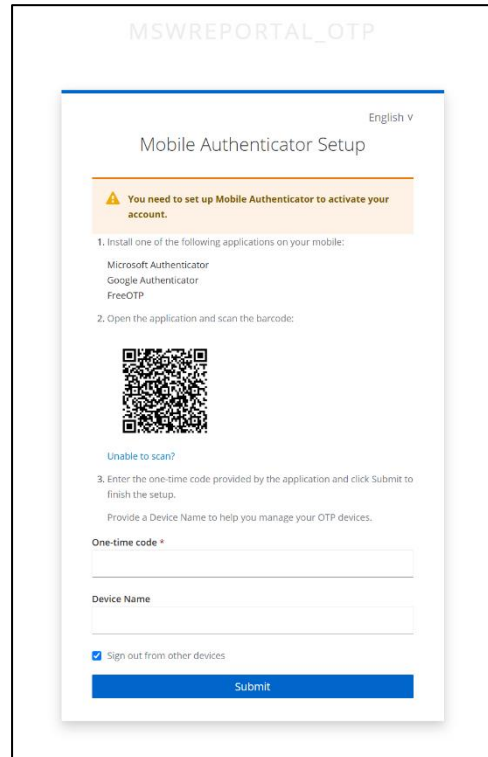 MSWREPORTAL_OTP
English ∨
Mobile Authenticator Setup
You need to set up Mobile Authenticator to activate your
account.
1. Install one of the following applications on your mobile:
Microsoft Authenticator
Google Authenticator
FreeOTP
2. Open the application and scan the barcode:
Unable to scan?
3. Enter the one-time code provided by the application and click Submit to
finish the setup.
Provide a Device Name to help you manage your OTP devices.
One-time code *
Device Name
Sign out from other devices
Submit